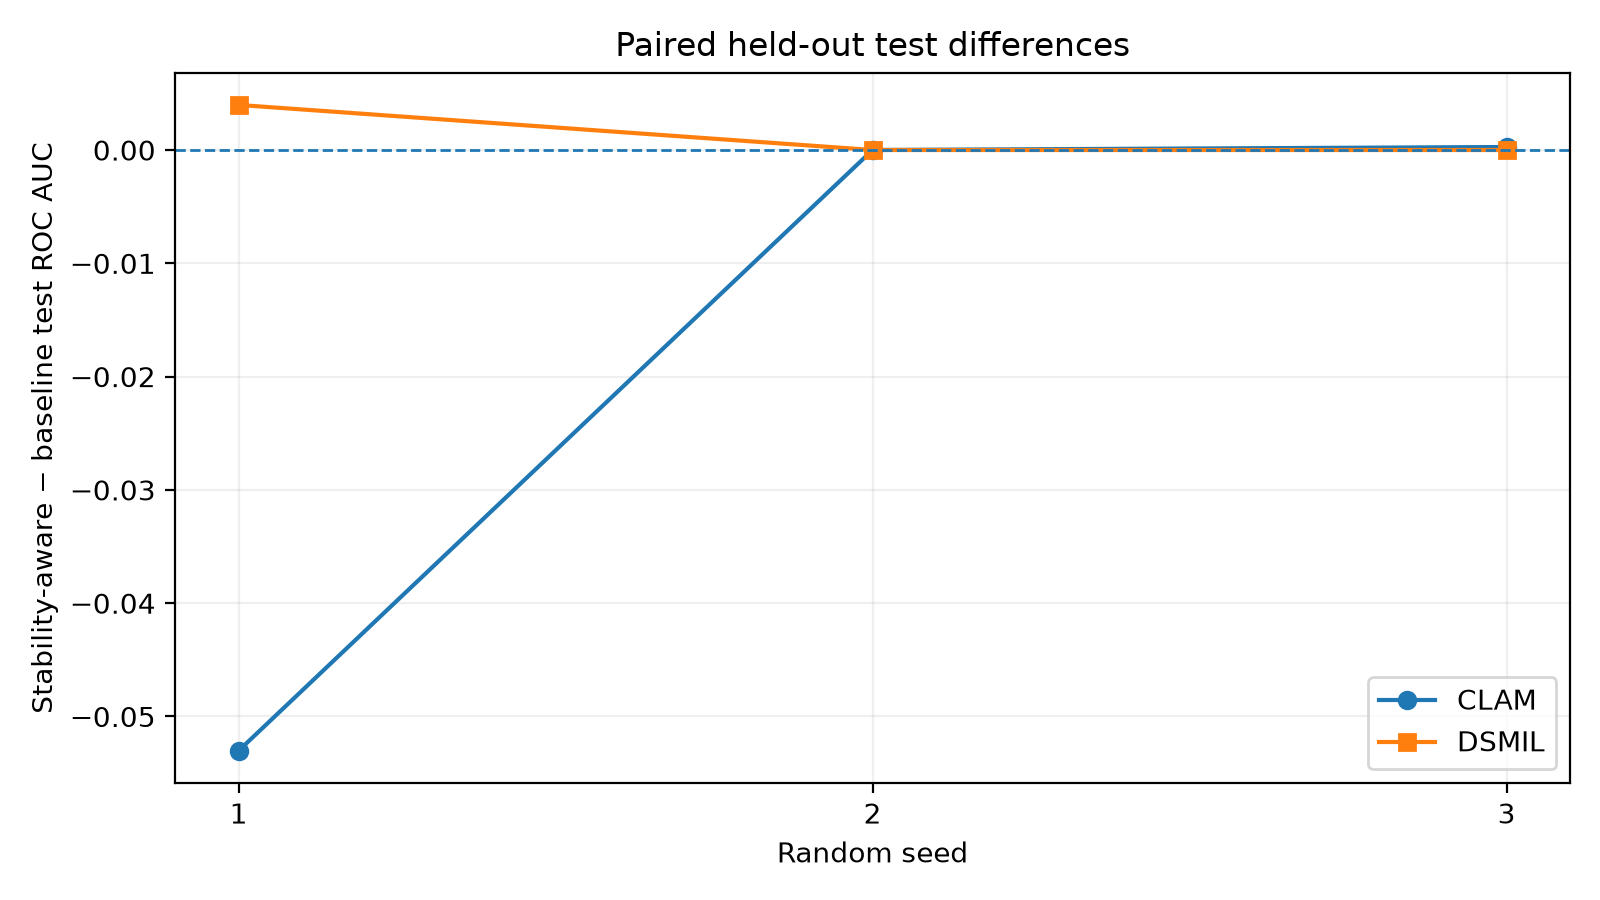 Paired held-out test differences
Stability-aware − baseline test ROC AUC
0.00
−0.01
−0.02
−0.03
−0.04
−0.05
1
2
3
Random seed
CLAM
DSMIL